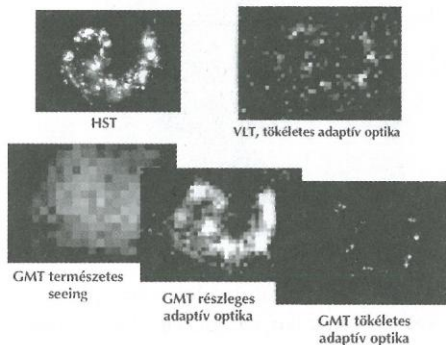 HST
VLT, tökéletes adaptív optika
GMT természetes
seeing
GMT részleges
adaptív optika
GMT tökéletes
adaptív optika